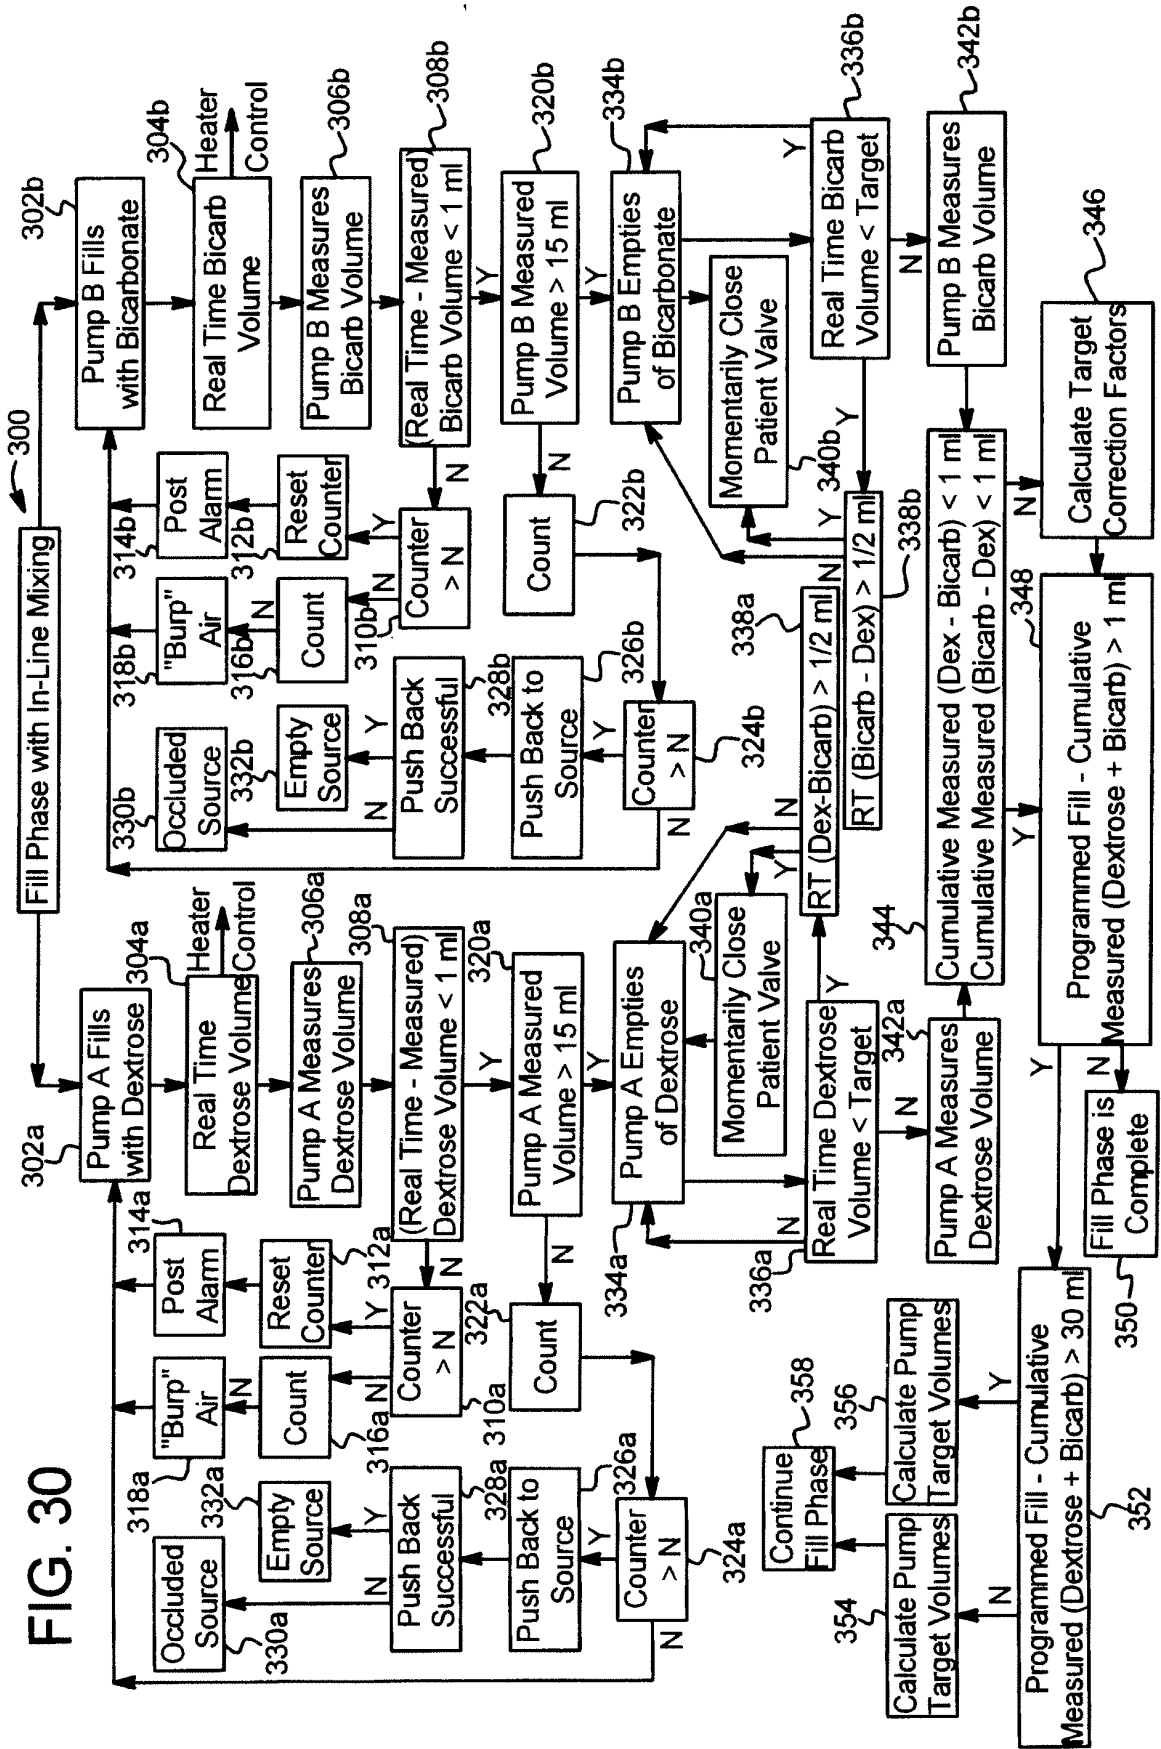 FIG. 30
Fill Phase with In-Line Mixing
300
302a
Pump A Fills
with Dextrose
304a
Real Time
Dextrose Volume
Heater
Control
306a
Pump A Measures
Dextrose Volume
308a
(Real Time - Measured)
Dextrose Volume < 1 ml
N
Y
Counter
> N
310a
Y
N
Reset
Counter
312a
Post
Alarm
314a
Count
316a
N
"Burp"
Air
318a
320a
Pump A Measured
Volume > 15 ml
N
Y
Count
322a
Counter
> N
324a
Y
N
Push Back to
Source
326a
Push Back
Successful
328a
N
Y
Occluded
Source
330a
Empty
Source
332a
Pump A Empties
of Dextrose
334a
Real Time Dextrose
Volume < Target
336a
N
Y
N
RT (Dex-Bicarb) > 1/2 ml
338a
N
Y
Momentarily Close
Patient Valve
340a
Pump A Measures
Dextrose Volume
342a
302b
Pump B Fills
with Bicarbonate
304b
Real Time Bicarb
Volume
Heater
Control
306b
Pump B Measures
Bicarb Volume
308b
(Real Time - Measured)
Bicarb Volume < 1 ml
N
Y
Counter
> N
310b
Y
N
Reset
Counter
312b
Post
Alarm
314b
Count
316b
N
"Burp"
Air
318b
320b
Pump B Measured
Volume > 15 ml
N
Y
Count
322b
Counter
> N
324b
Y
N
Push Back to
Source
326b
Push Back
Successful
328b
N
Y
Occluded
Source
330b
Empty
Source
332b
Pump B Empties
of Bicarbonate
334b
Real Time Bicarb
Volume < Target
336b
Y
Y
N
RT (Bicarb - Dex) > 1/2 ml
338b
N
Y
Momentarily Close
Patient Valve
340b
Pump B Measures
Bicarb Volume
342b
344
Cumulative Measured (Dex - Bicarb) < 1 ml
Cumulative Measured (Bicarb - Dex) < 1 ml
Y
N
346
Calculate Target
Correction Factors
348
Programmed Fill - Cumulative
Measured (Dextrose + Bicarb) > 1 ml
Y
N
Fill Phase is
Complete
350
Programmed Fill - Cumulative
Measured (Dextrose + Bicarb) > 30 ml
352
N
Y
354
Calculate Pump
Target Volumes
356
Calculate Pump
Target Volumes
358
Continue
Fill Phase